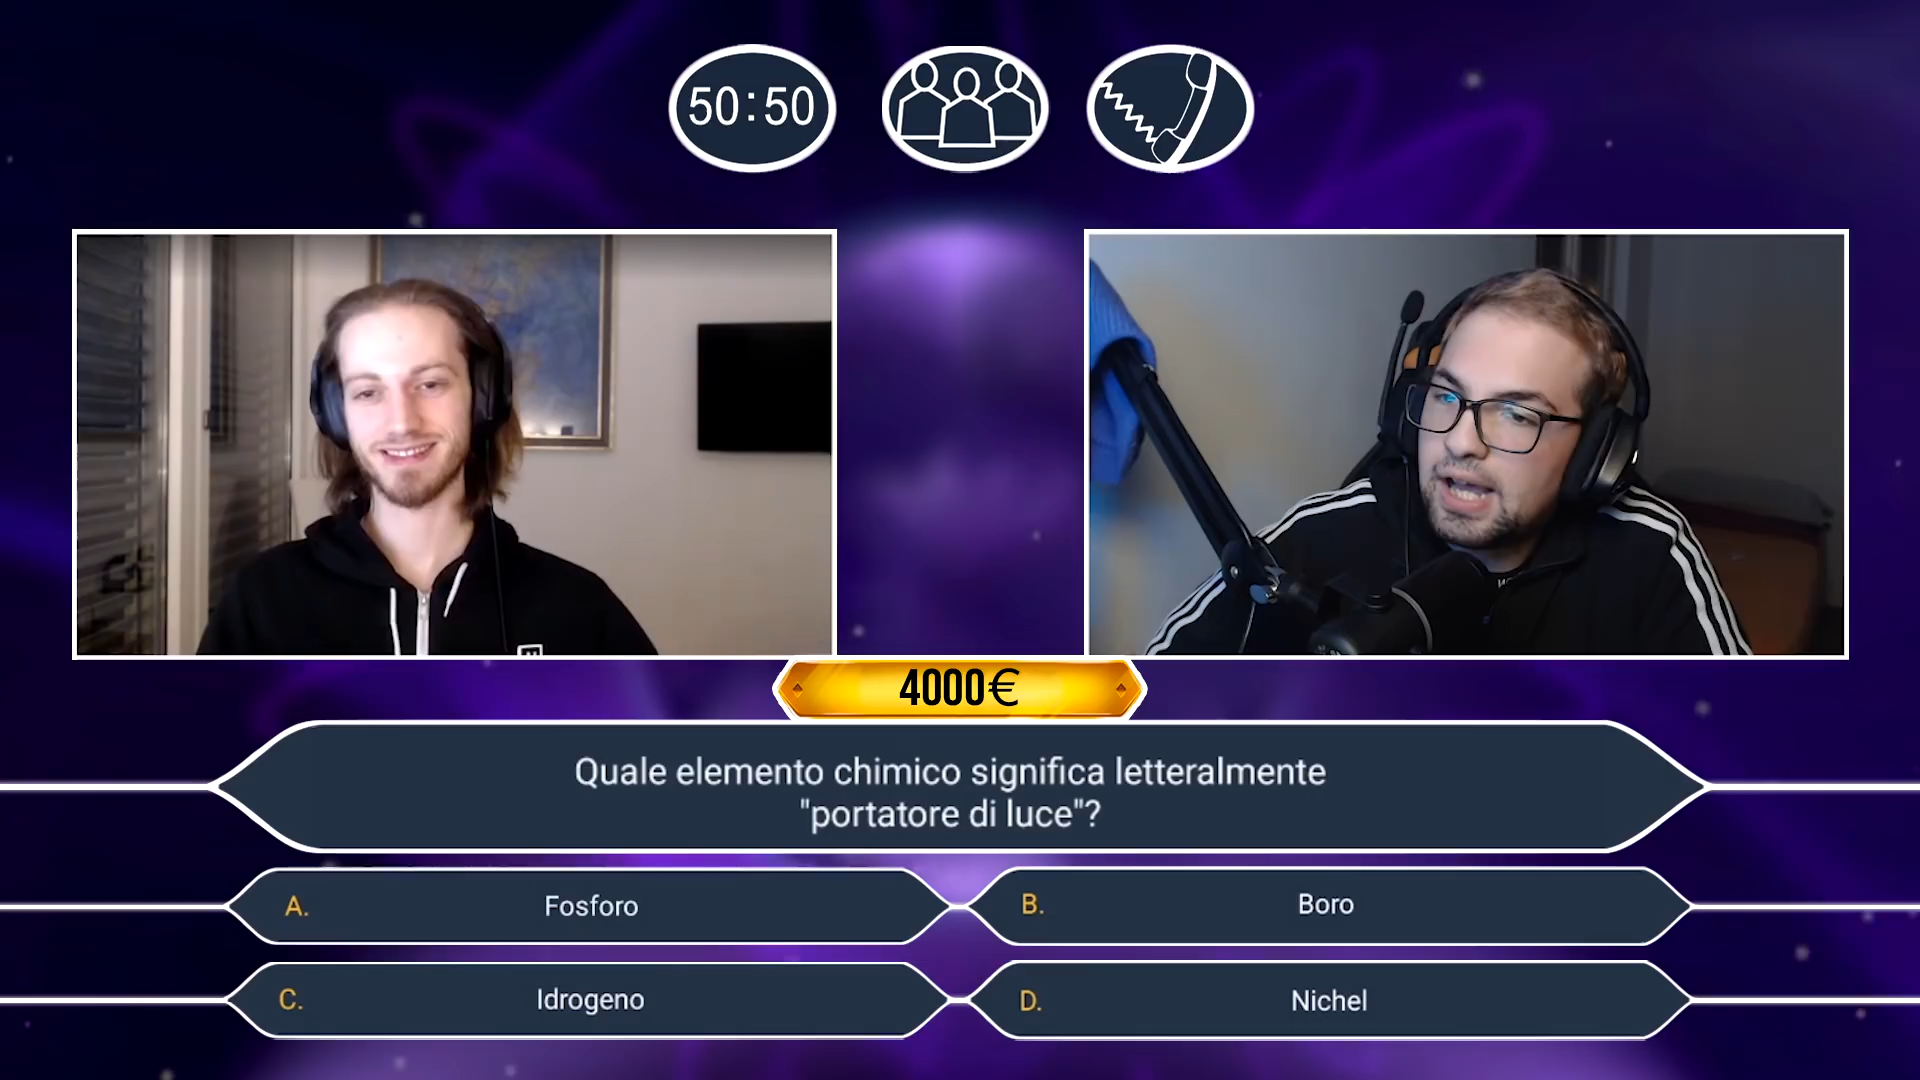 50:50
4000€
Quale elemento chimico significa letteralmente
"portatore di luce"?
A. Fosforo
B. Boro
C. Idrogeno
D. Nichel